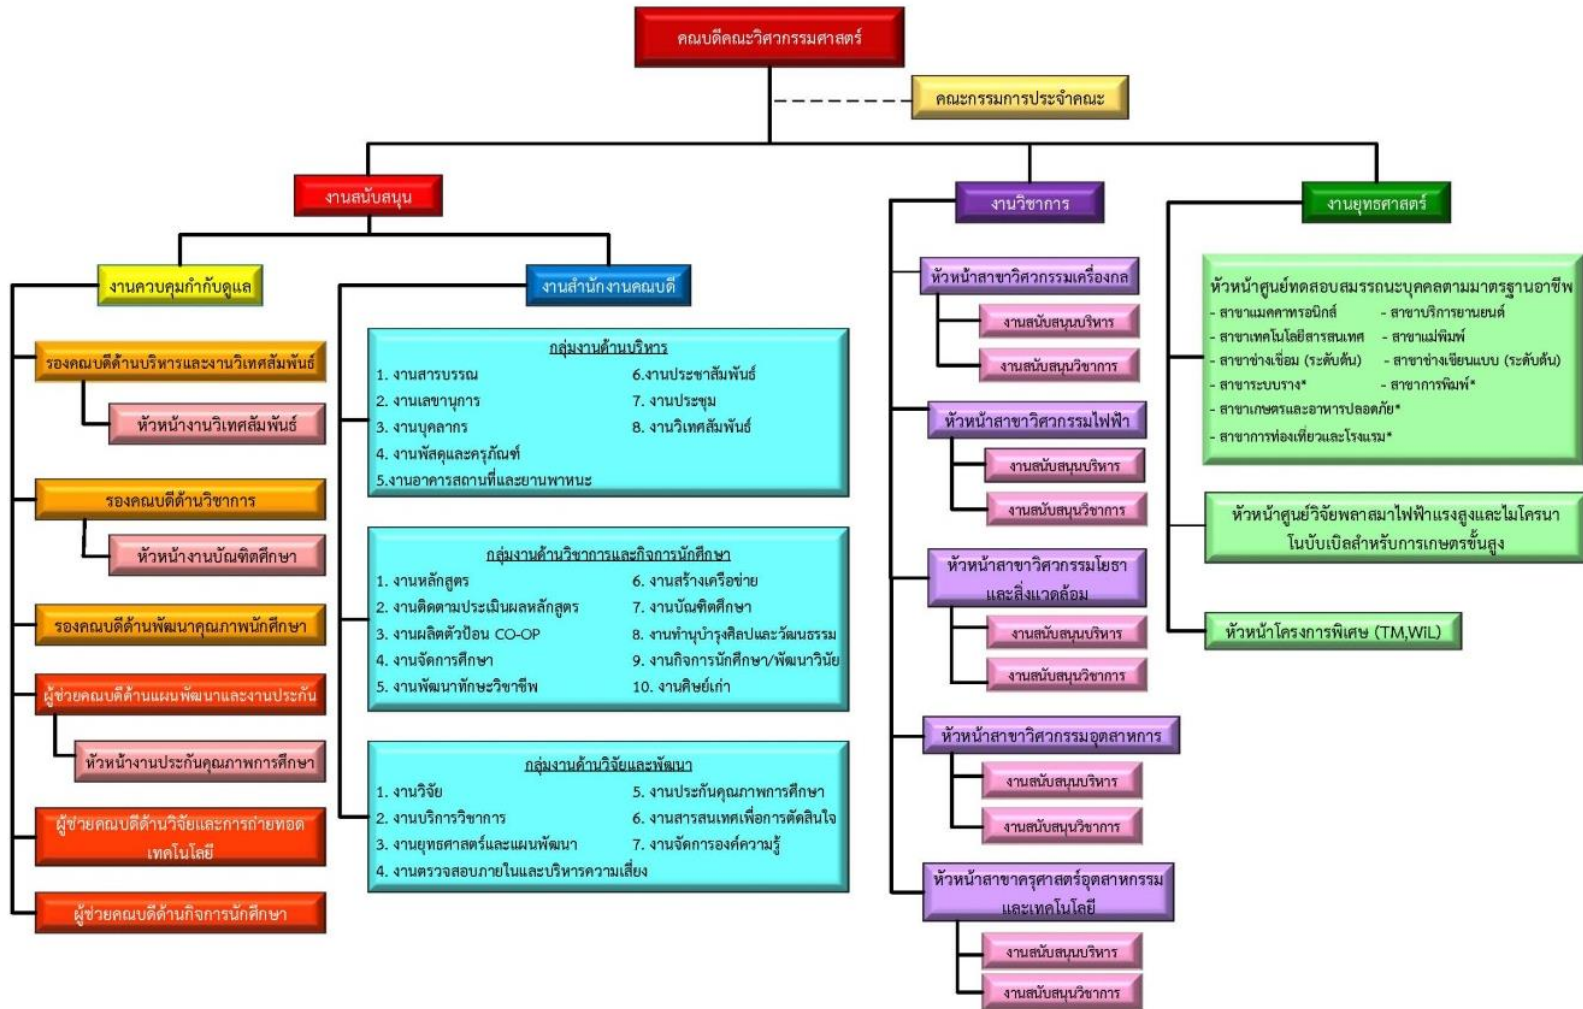 คณบดีคณะวิศวกรรมศาสตร์
คณะกรรมการประจำคณะ
งานสนับสนุน
งานวิชาการ
งานยุทธศาสตร์
งานควบคุมกำกับดูแล
งานสำนักงานคณบดี
รองคณบดีด้านบริหารและงานวิเทศสัมพันธ์
หัวหน้างานวิเทศสัมพันธ์
รองคณบดีด้านวิชาการ
หัวหน้างานบัณฑิตศึกษา
รองคณบดีด้านพัฒนาคุณภาพนักศึกษา
ผู้ช่วยคณบดีด้านแผนพัฒนาและงานประกัน
หัวหน้างานประกันคุณภาพการศึกษา
ผู้ช่วยคณบดีด้านวิจัยและการถ่ายทอด
เทคโนโลยี
ผู้ช่วยคณบดีด้านกิจการนักศึกษา
กลุ่มงานด้านบริหาร
1. งานสารบรรณ
2. งานเลขานุการ
3. งานบุคลากร
4. งานพัสดุและครุภัณฑ์
5.งานอาคารสถานที่และยานพาหนะ
6.งานประชาสัมพันธ์
7. งานประชุม
8. งานวิเทศสัมพันธ์
กลุ่มงานด้านวิชาการและกิจการนักศึกษา
1. งานหลักสูตร
2. งานติดตามประเมินผลหลักสูตร
3. งานผลิตตัวป้อน CO-OP
4. งานจัดการศึกษา
5. งานพัฒนาทักษะวิชาชีพ
6. งานสร้างเครือข่าย
7. งานบัณฑิตศึกษา
8. งานทำนุบำรุงศิลปและวัฒนธรรม
9. งานกิจการนักศึกษา/พัฒนาวินัย
10. งานศิษย์เก่า
กลุ่มงานด้านวิจัยและพัฒนา
1. งานวิจัย
2. งานบริการวิชาการ
3. งานยุทธศาสตร์และแผนพัฒนา
4. งานตรวจสอบภายในและบริหารความเสี่ยง
5. งานประกันคุณภาพการศึกษา
6. งานสารสนเทศเพื่อการตัดสินใจ
7. งานจัดการองค์ความรู้
หัวหน้าสาขาวิศวกรรมเครื่องกล
งานสนับสนุนบริหาร
งานสนับสนุนวิชาการ
หัวหน้าสาขาวิศวกรรมไฟฟ้า
งานสนับสนุนบริหาร
งานสนับสนุนวิชาการ
หัวหน้าสาขาวิศวกรรมโยธา
และสิ่งแวดล้อม
งานสนับสนุนบริหาร
งานสนับสนุนวิชาการ
หัวหน้าสาขาวิศวกรรมอุตสาหการ
งานสนับสนุนบริหาร
งานสนับสนุนวิชาการ
หัวหน้าสาขาครุศาสตร์อุตสาหกรรม
และเทคโนโลยี
งานสนับสนุนบริหาร
งานสนับสนุนวิชาการ
หัวหน้าศูนย์ทดสอบสมรรถนะบุคคลตามมาตรฐานอาชีพ
- สาขาแมคคาทรอนิกส์ - สาขาบริการยานยนต์
- สาขาเทคโนโลยีสารสนเทศ - สาขาแม่พิมพ์
- สาขาช่างเชื่อม (ระดับต้น) - สาขาช่างเขียนแบบ (ระดับต้น)
- สาขาระบบราง* - สาขาการพิมพ์*
- สาขาเกษตรและอาหารปลอดภัย*
- สาขาการท่องเที่ยวและโรงแรม*
หัวหน้าศูนย์วิจัยพลาสมาไฟฟ้าแรงสูงและไมโครนา
โนบับเบิลสำหรับการเกษตรขั้นสูง
หัวหน้าโครงการพิเศษ (TM,WiL)